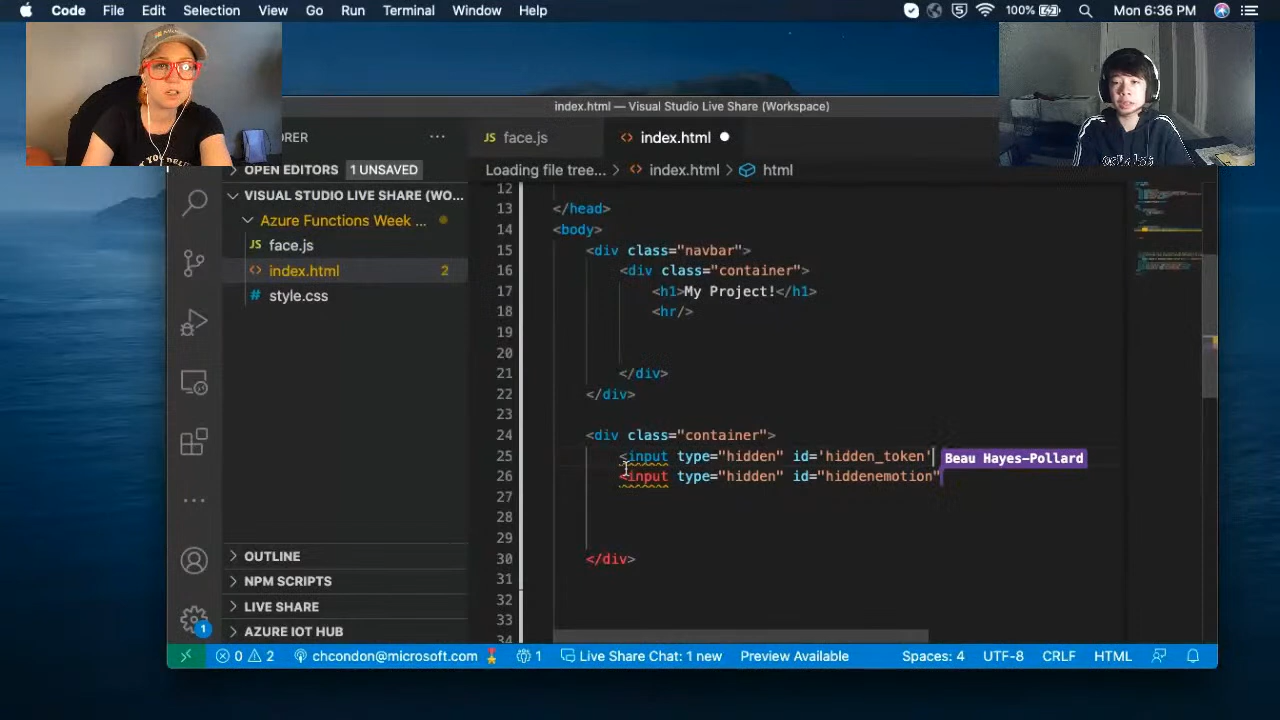 Code File Edit Selection View Go Run Terminal Window Help 100% Mon 6:36 PM
index.html — Visual Studio Live Share (Workspace)
ORER ...
JS face.js
index.html
OPEN EDITORS 1 UNSAVED
Loading file tree... > index.html > html
VISUAL STUDIO LIVE SHARE (WO...
Azure Functions Week ...
JS face.js
index.html 2
style.css
12
13 </head>
14 <body>
15 <div class="navbar">
16 <div class="container">
17 <h1>My Project!</h1>
18 <hr/>
19
20
21 </div>
22 </div>
23
24 <div class="container">
25 <input type="hidden" id='hidden_token' Beau Hayes-Pollard
26 <input type="hidden" id="hiddenemotion"
27
28
29
30 </div>
31
32
33
34
OUTLINE
NPM SCRIPTS
LIVE SHARE
AZURE IOT HUB
1
0 2 chcondon@microsoft.com 1 Live Share Chat: 1 new Preview Available Spaces: 4 UTF-8 CRLF HTML